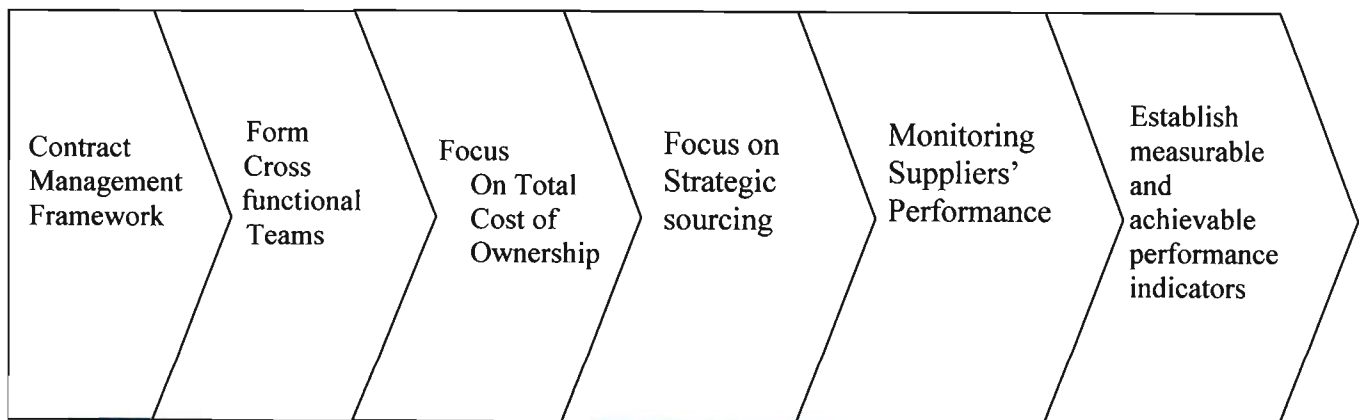 Contract
Management
Framework
Form
Cross
functional
Teams
Focus
On Total
Cost of
Ownership
Focus on
Strategic
sourcing
Monitoring
Suppliers’
Performance
Establish
measurable
and
achievable
performance
indicators